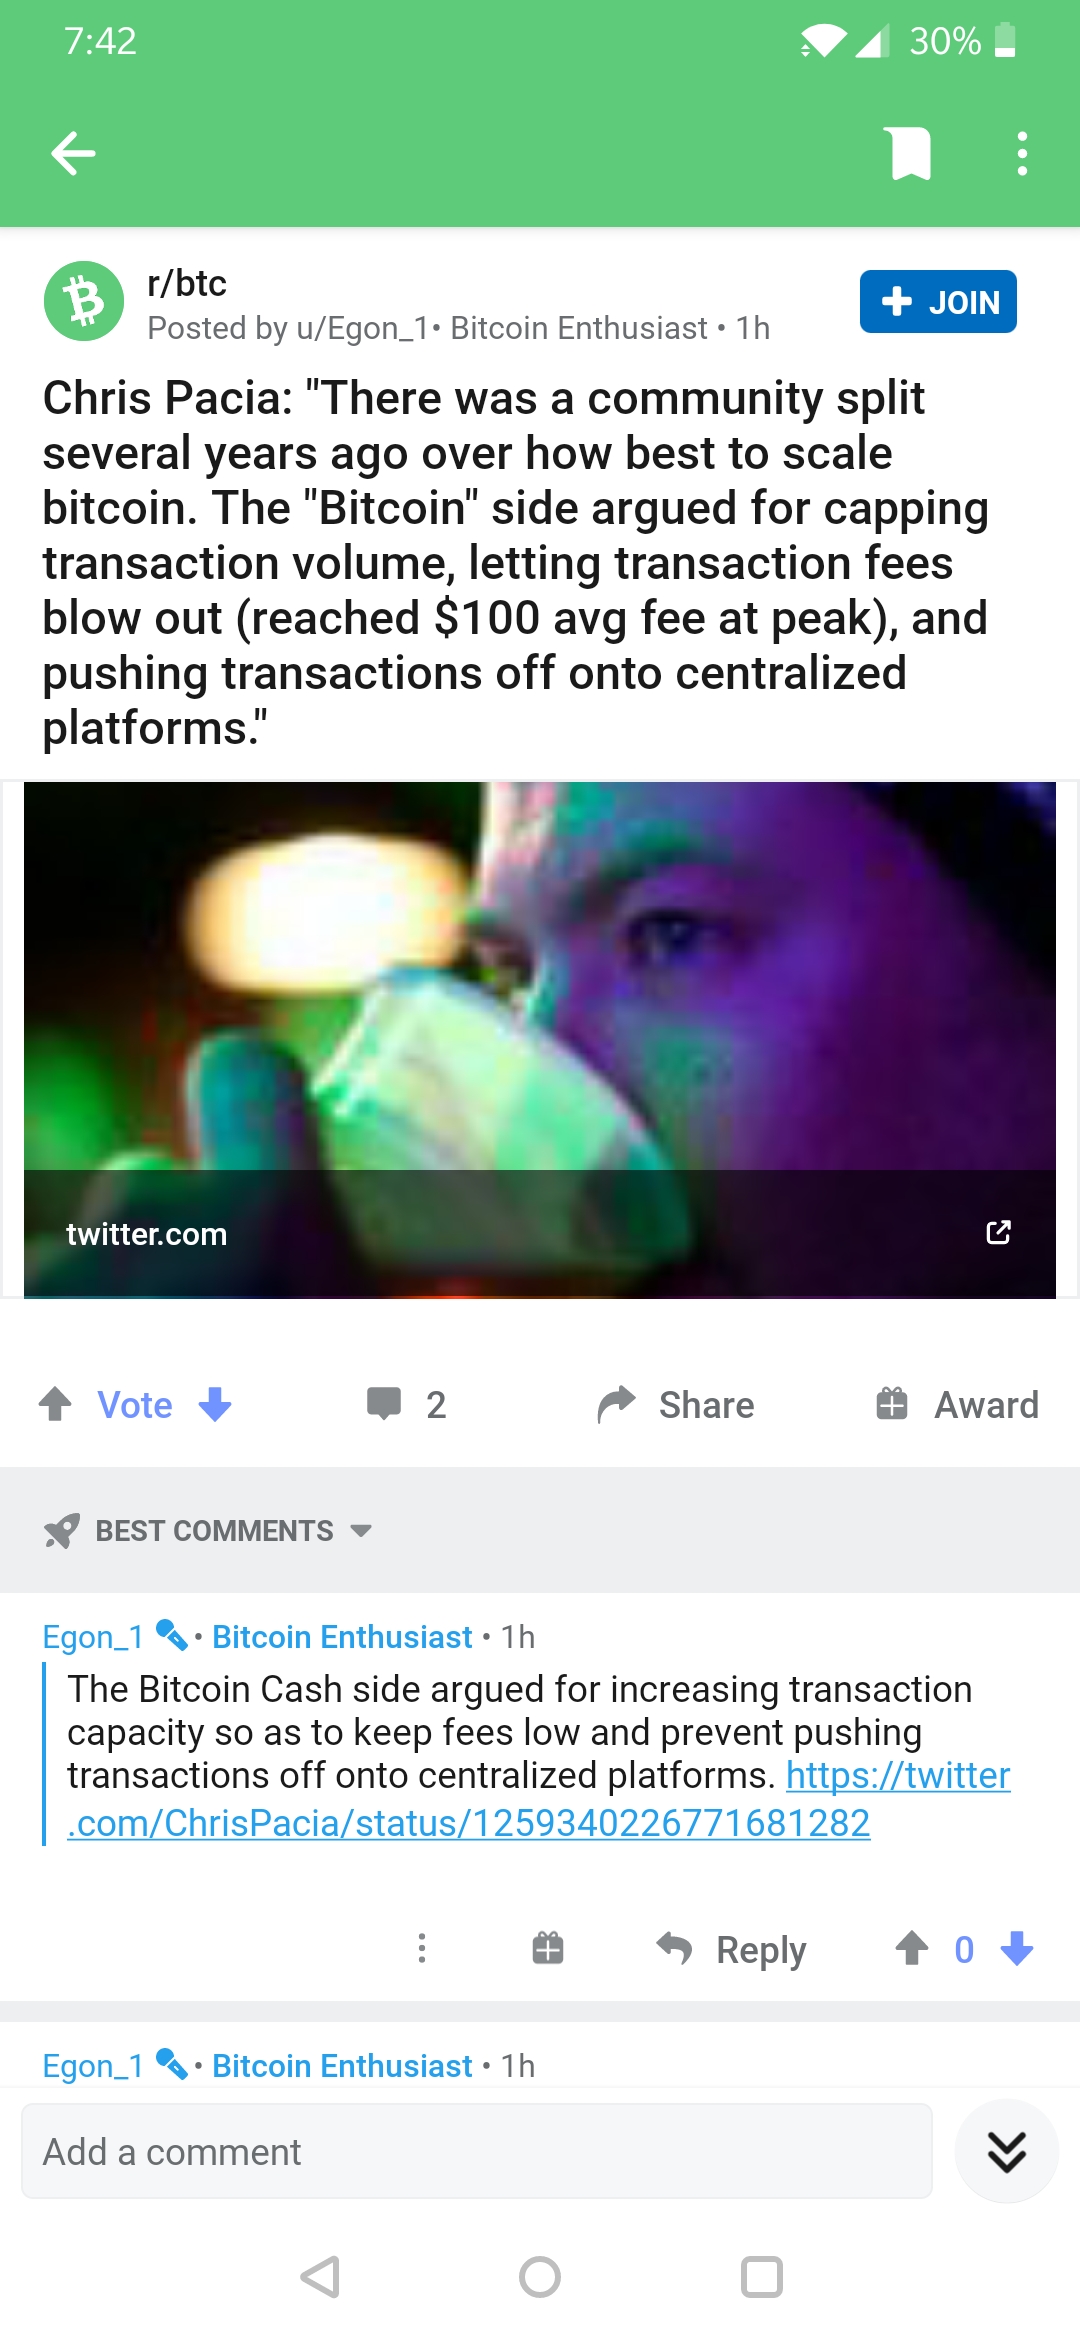 7:42
30%
r/btc
Posted by u/Egon_1• Bitcoin Enthusiast • 1h
+ JOIN
Chris Pacia: "There was a community split
several years ago over how best to scale
bitcoin. The "Bitcoin" side argued for capping
transaction volume, letting transaction fees
blow out (reached $100 avg fee at peak), and
pushing transactions off onto centralized
platforms."
twitter.com
Vote
2
Share
Award
BEST COMMENTS
Egon_1 • Bitcoin Enthusiast • 1h
The Bitcoin Cash side argued for increasing transaction
capacity so as to keep fees low and prevent pushing
transactions off onto centralized platforms. https://twitter
.com/ChrisPacia/status/1259340226771681282
Reply
0
Egon_1 • Bitcoin Enthusiast • 1h
Add a comment